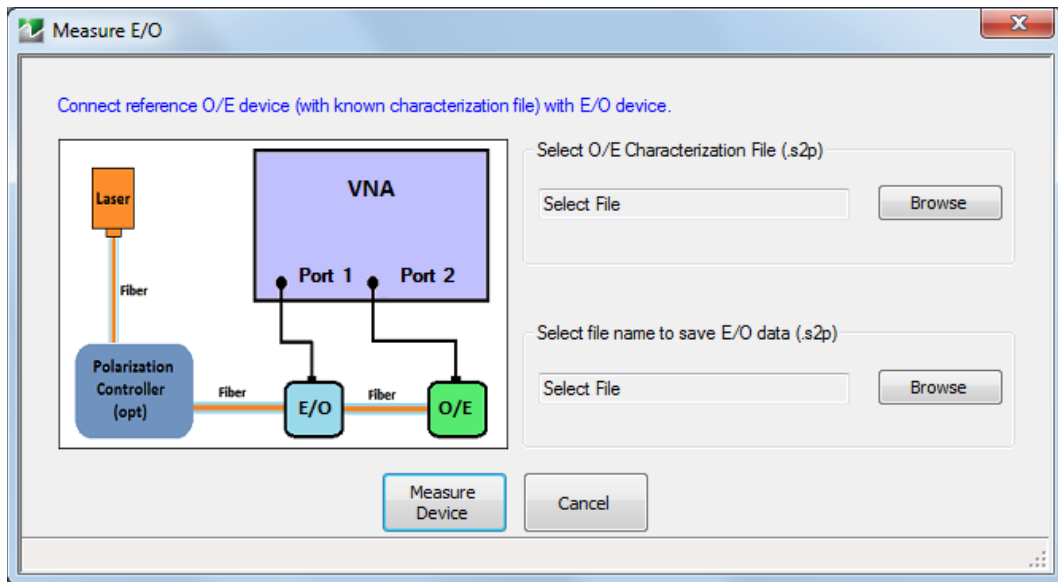 Measure E/O
Connect reference O/E device (with known characterization file) with E/O device.
Laser
Fiber
Polarization
Controller
(opt)
Fiber
VNA
Port 1 Port 2
E/O
Fiber
O/E
Select O/E Characterization File (.s2p)
Select File
Browse
Select file name to save E/O data (.s2p)
Select File
Browse
Measure
Device
Cancel